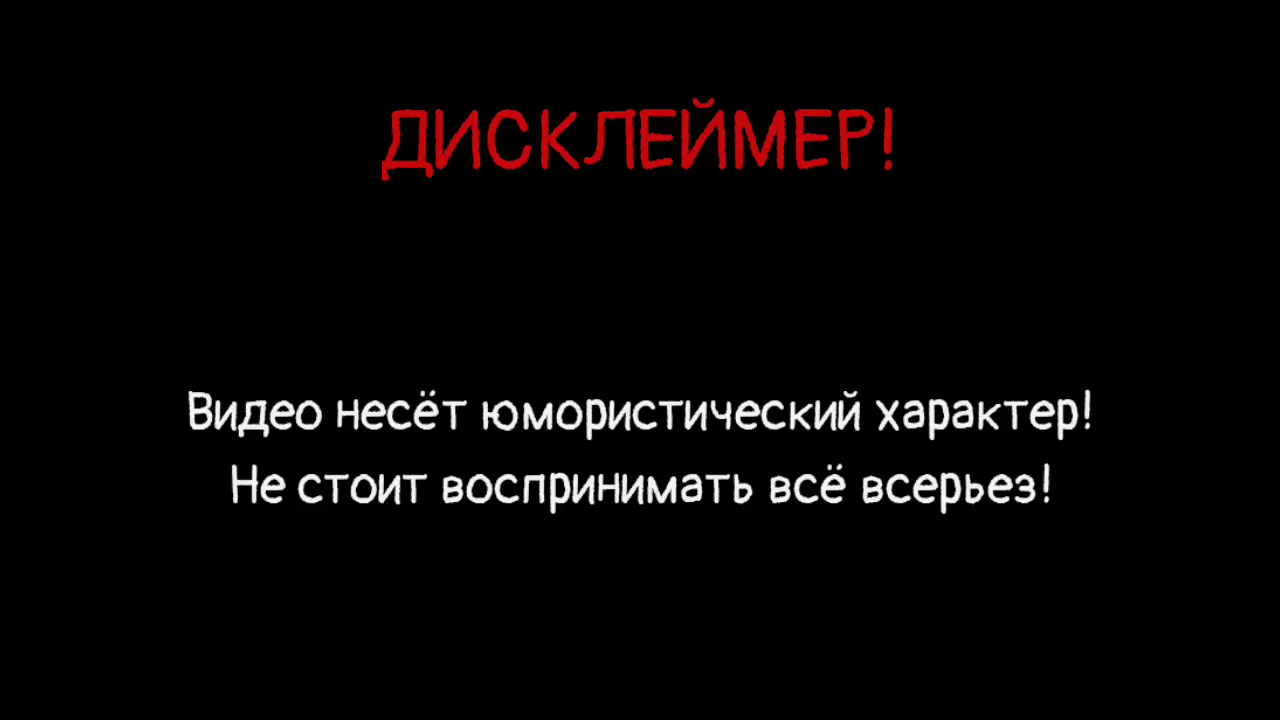 ДИСКЛЕЙМЕР!
Видео несёт юмористический характер!
Не стоит воспринимать всё всерьез!